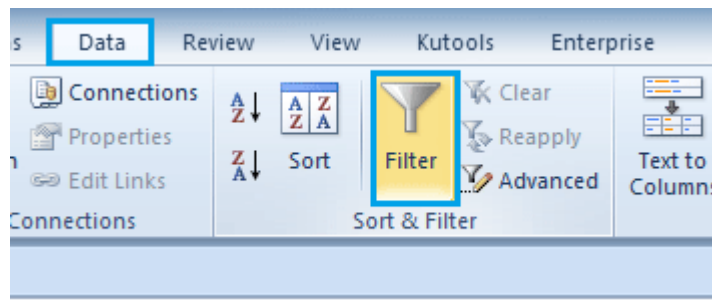 s Data Review View Kutools Enterprise
Connections
Properties
n
Edit Links
Connections
A Z
Z A
A Z
Z A
Sort
Filter
Clear
Reapply
Advanced
Sort & Filter
Text to
Columns